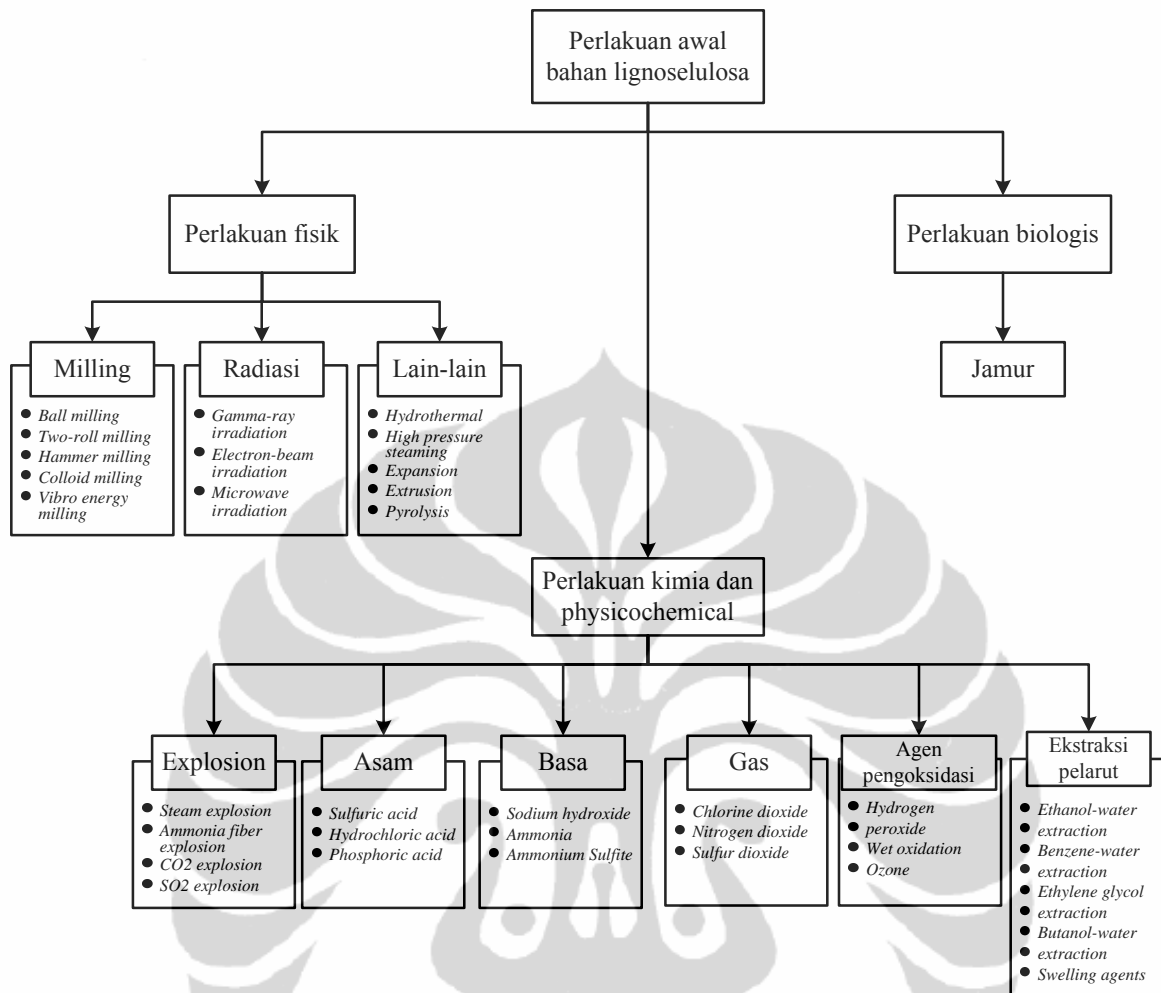 Perlakuan awal
bahan lignoselulosa
Perlakuan fisik
Perlakuan biologis
Milling
● Ball milling
● Two-roll milling
● Hammer milling
● Colloid milling
● Vibro energy
milling
Radiasi
● Gamma-ray
irradiation
● Electron-beam
irradiation
● Microwave
irradiation
Lain-lain
● Hydrothermal
● High pressure
steaming
● Expansion
● Extrusion
● Pyrolysis
Jamur
Perlakuan kimia dan
physicochemical
Explosion
● Steam explosion
● Ammonia fiber
explosion
● CO2 explosion
● SO2 explosion
Asam
● Sulfuric acid
● Hydrochloric acid
● Phosphoric acid
Basa
● Sodium hydroxide
● Ammonia
● Ammonium Sulfite
Gas
● Chlorine dioxide
● Nitrogen dioxide
● Sulfur dioxide
Agen
pengoksidasi
● Hydrogen
● peroxide
● Wet oxidation
● Ozone
Ekstraksi
pelarut
● Ethanol-water
● extraction
● Benzene-water
● extraction
● Ethylene glycol
● extraction
● Butanol-water
● extraction
● Swelling agents